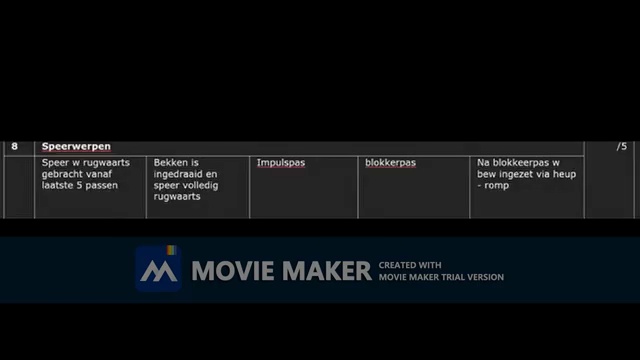 8 Speerwerpen /5
Speer w rugwaarts
gebracht vanaf
laatste 5 passen
Bekken is
ingedraaid en
speer volledig
rugwaarts
Impulspas
blokkerpas
Na blokkeerpas w
bew ingezet via heup
- romp
MOVIE MAKER
CREATED WITH
MOVIE MAKER TRIAL VERSION